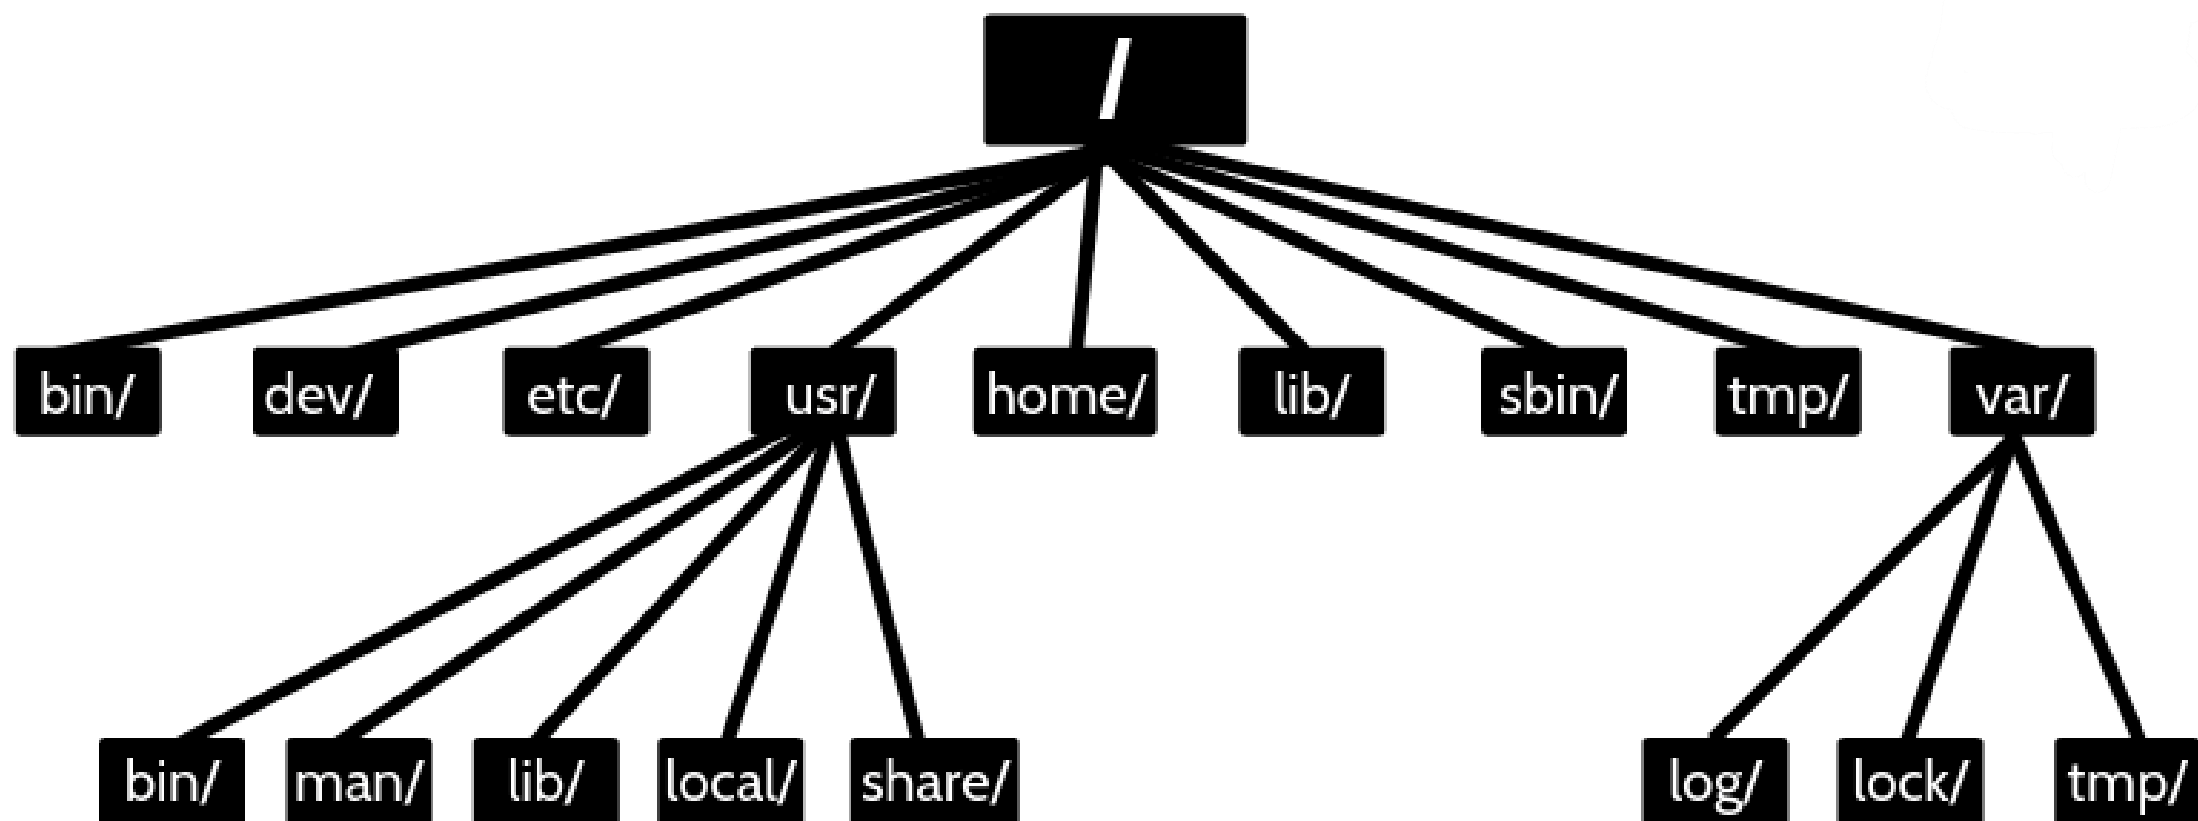 /
bin/ dev/ etc/ usr/ home/ lib/ sbin/ tmp/ var/
bin/ man/ lib/ local/ share/ log/ lock/ tmp/